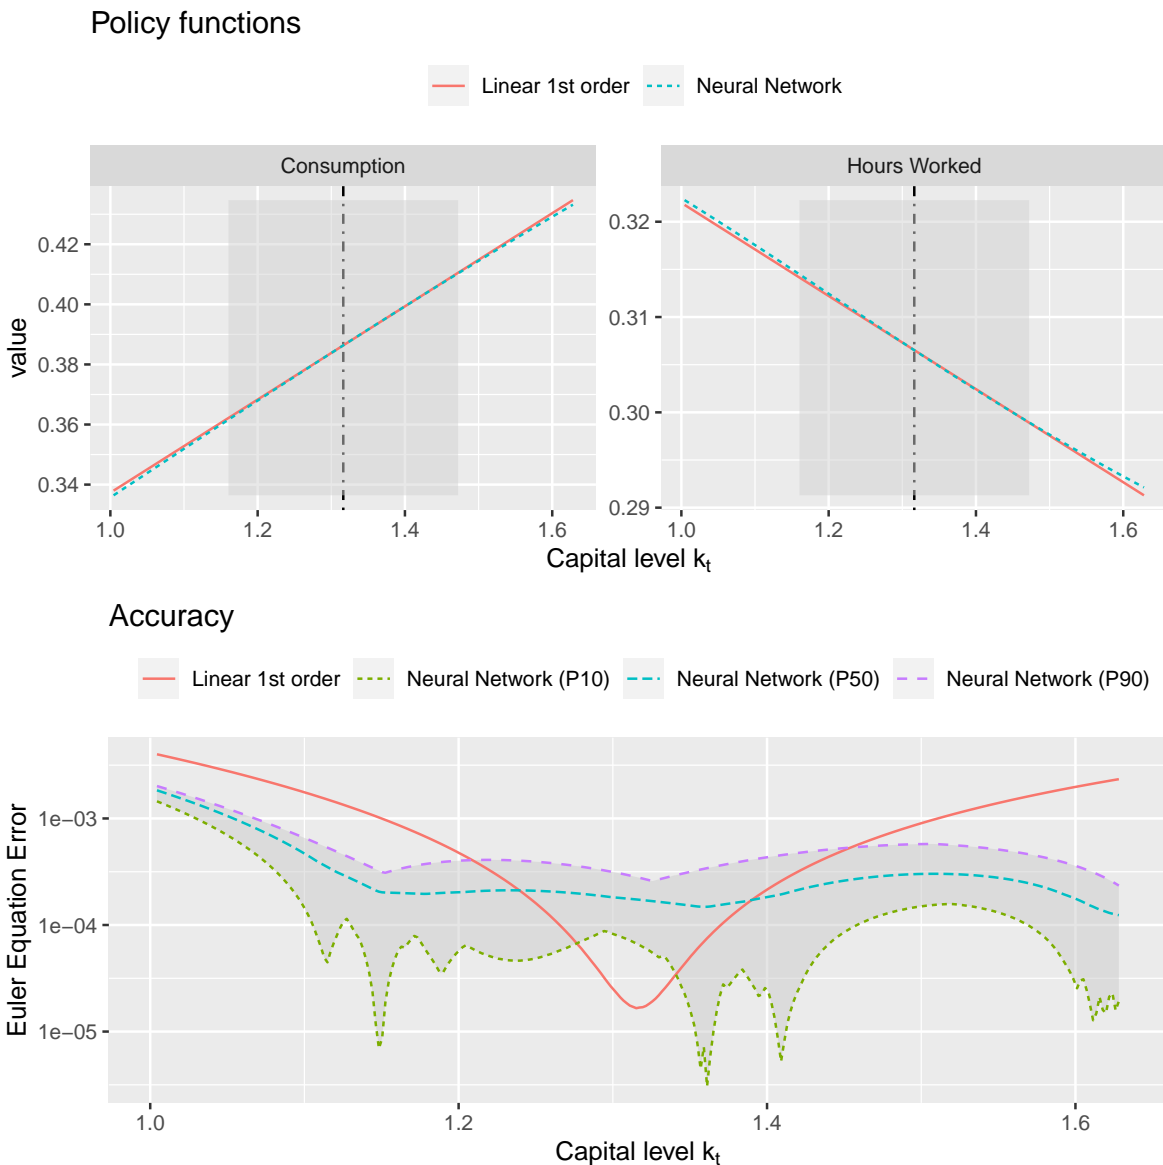 Policy functions
Linear 1st order Neural Network
Consumption Hours Worked
value
0.42
0.40
0.38
0.36
0.34
1.0 1.2 1.4 1.6
0.32
0.31
0.30
0.29
1.0 1.2 1.4 1.6
Capital level kt
Accuracy
Linear 1st order Neural Network (P10) Neural Network (P50) Neural Network (P90)
Euler Equation Error
1e−03
1e−04
1e−05
1.0 1.2 1.4 1.6
Capital level kt